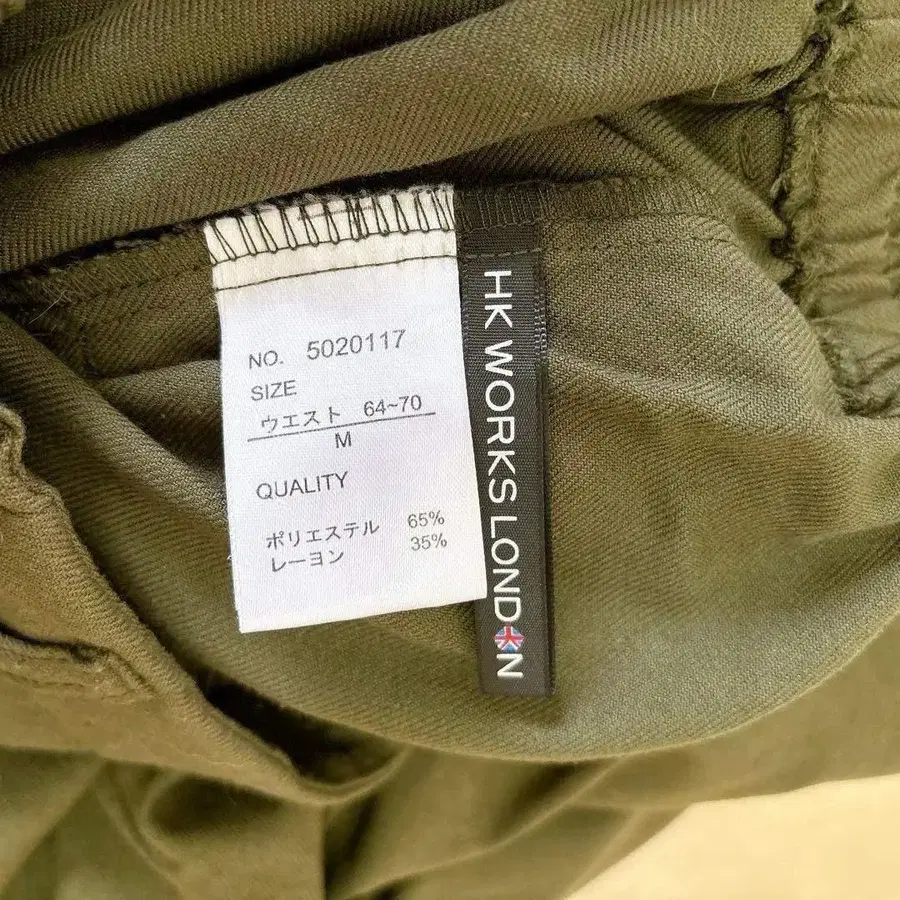 NO. 5020117
SIZE
ウエスト 64~70
M
QUALITY
ポリエステル 65%
レーヨン 35%
HK WORKS LONDON